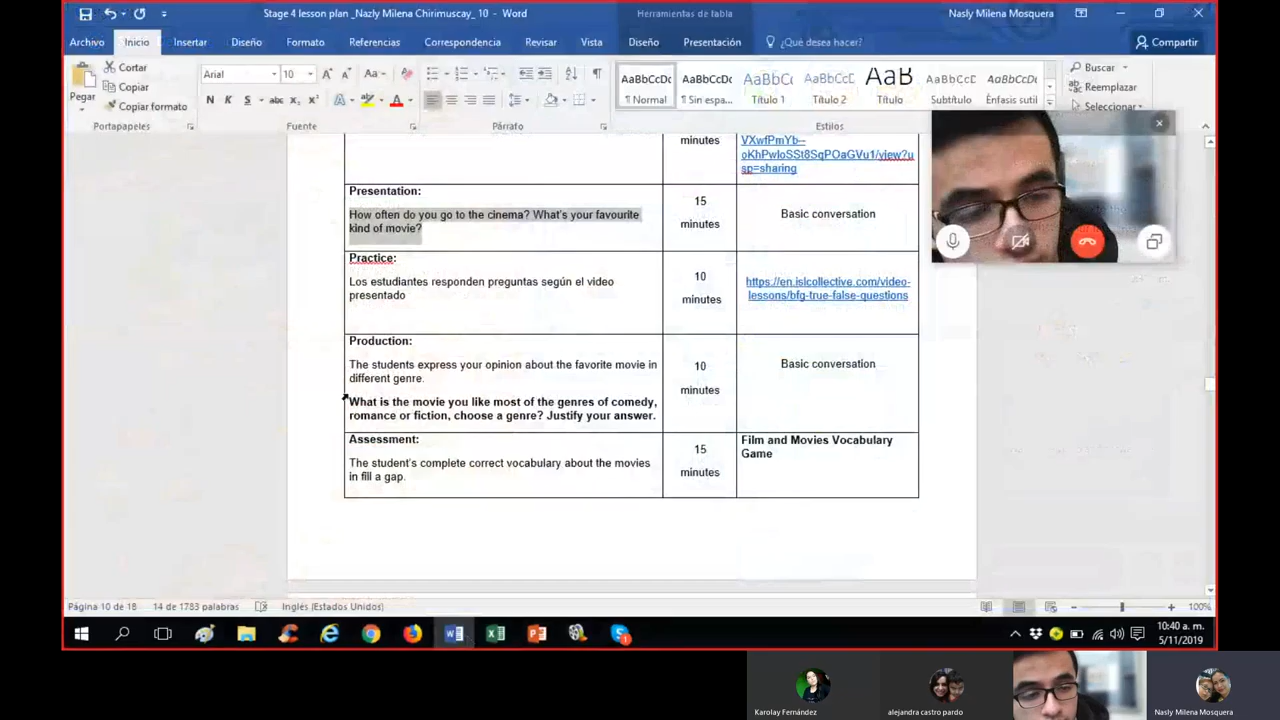 Stage 4 lesson plan _Nazly Milena Chirimuscay_ 10 - Word
Herramientas de tabla
Nasly Milena Mosquera
Archivo Inicio Insertar Diseño Formato Referencias Correspondencia Revisar Vista Diseño Presentación ¿Qué desea hacer? Compartir
Pegar
Cortar
Copiar
Copiar formato
Portapapeles
Arial 10
N K S abc x₂ x²
Fuente
Párrafo
AaBbCcDc AaBbCcDc AaBbCc AaBbCcD AaB AaBbCcD AaBbCcDc
¶ Normal ¶ Sin espa... Título 1 Título 2 Título Subtítulo Énfasis sutil
Estilos
Buscar
Reemplazar
Seleccionar
minutes
VXwfPmYb--
oKhPwIoSSt8SqPOaGVu1/view?u
sp=sharing
Presentation:
How often do you go to the cinema? What's your favourite
kind of movie?
15
minutes
Basic conversation
Practice:
Los estudiantes responden preguntas según el video
presentado
10
minutes
https://en.islcollective.com/video-
lessons/bfg-true-false-questions
Production:
The students express your opinion about the favorite movie in
different genre.
What is the movie you like most of the genres of comedy,
romance or fiction, choose a genre? Justify your answer.
10
minutes
Basic conversation
Assessment:
The student's complete correct vocabulary about the movies
in fill a gap.
15
minutes
Film and Movies Vocabulary
Game
Página 10 de 18 14 de 1783 palabras Inglés (Estados Unidos) 100%
10:40 a. m.
5/11/2019
Karolay Fernández
alejandra castro pardo
Nasly Milena Mosquera